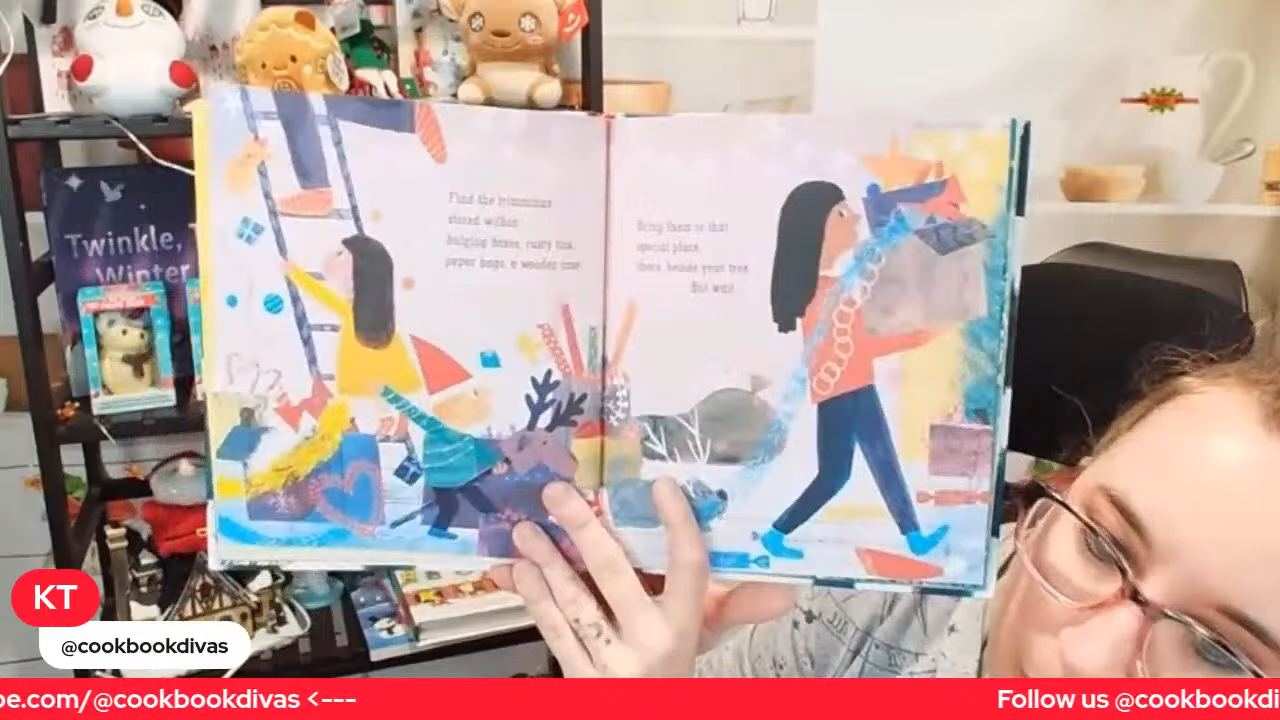 Find the trimmings
stored within
bulging boxes, rusty tins,
paper bags, a wooden case
Bring them to that
special place,
there, beside your tree.
But wait...
Twinkle,
Winter
KT
@cookbookdivas
be.com/@cookbookdivas <---
Follow us @cookbookdi